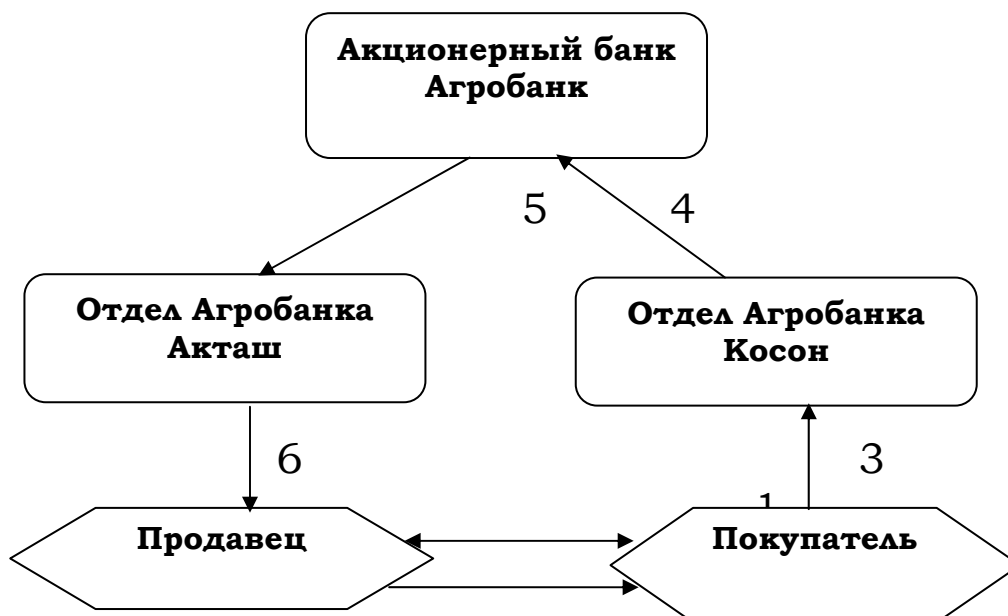 Акционерный банк
Агробанк
5
4
Отдел Агробанка
Акташ
Отдел Агробанка
Косон
6
3
1
Продавец
Покупатель